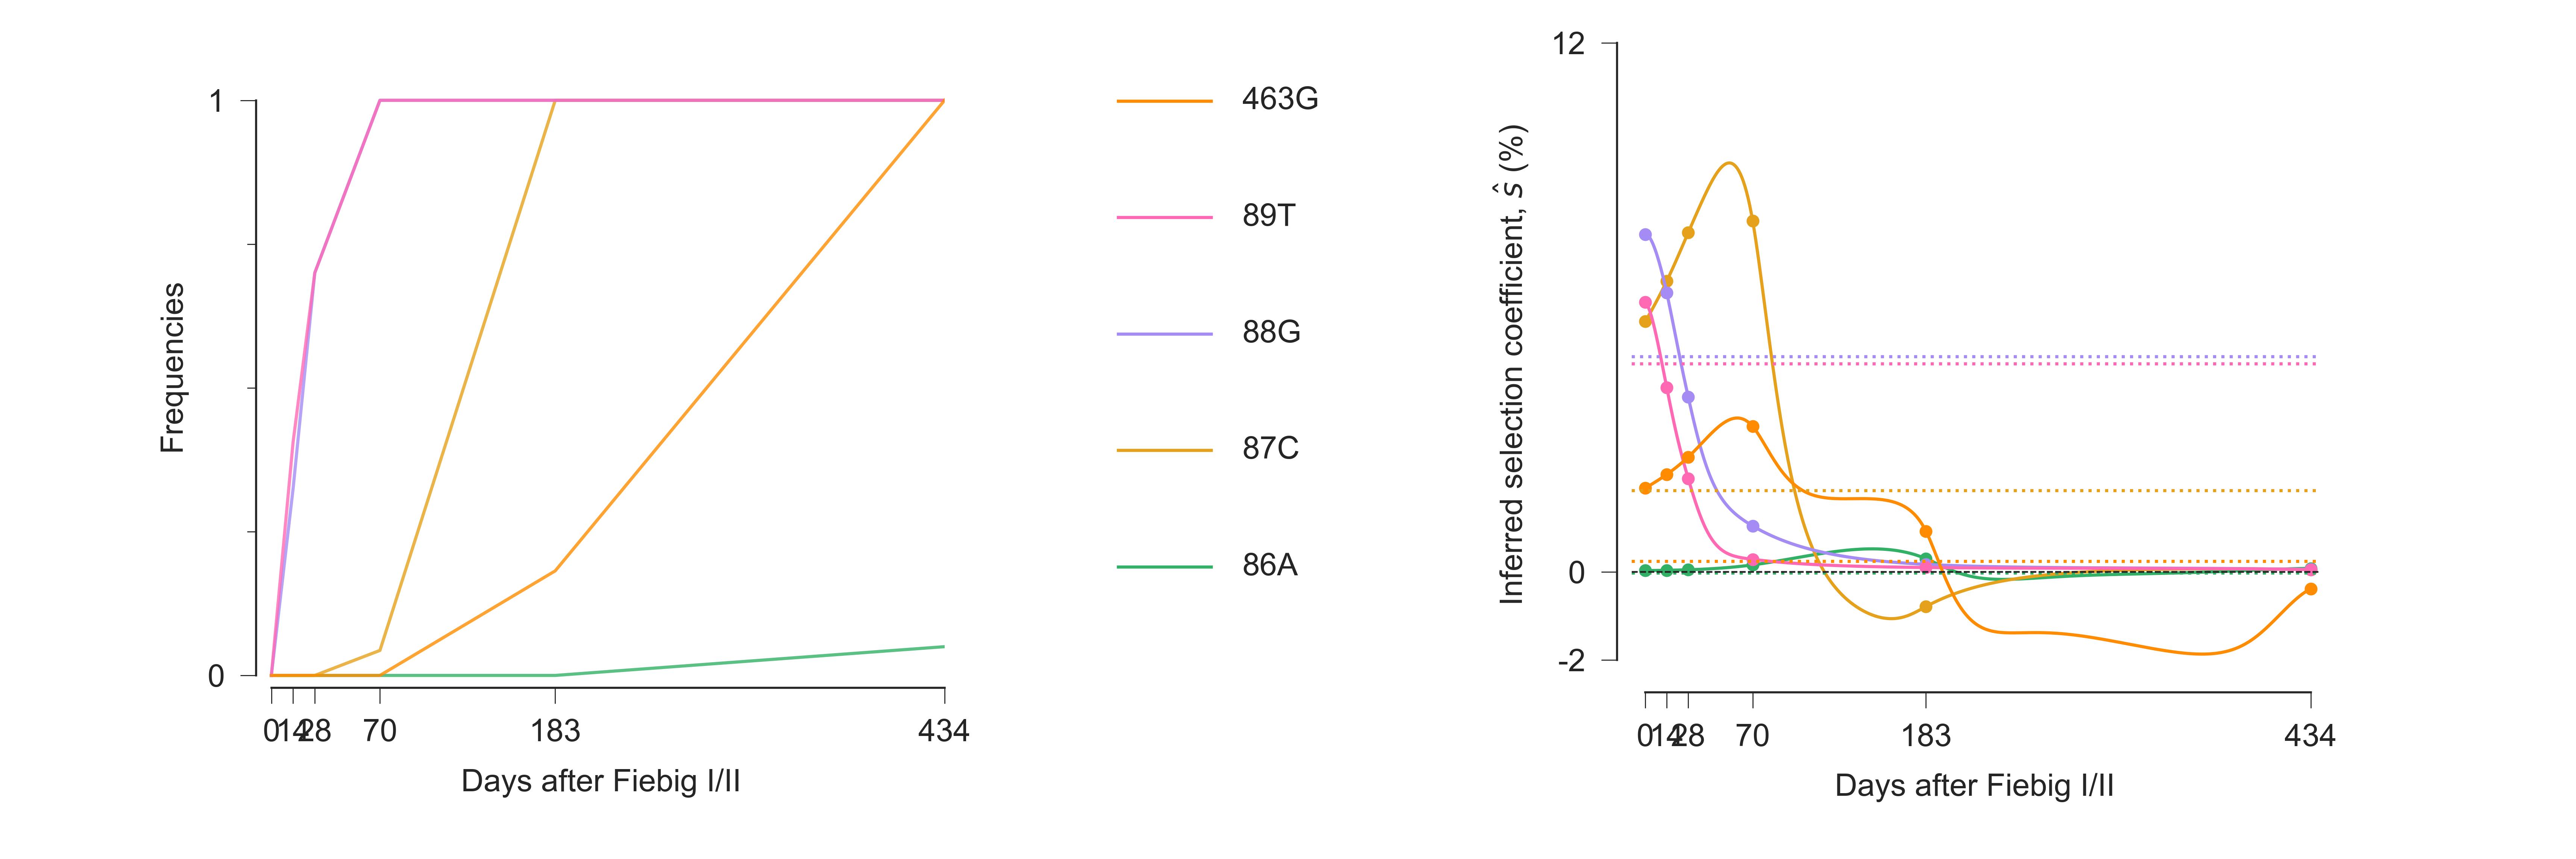 1
0
Frequencies
0 14 28 70 183 434
Days after Fiebig I/II
463G
89T
88G
87C
86A
12
0
-2
Inferred selection coefficient, ŝ (%)
0 14 28 70 183 434
Days after Fiebig I/II